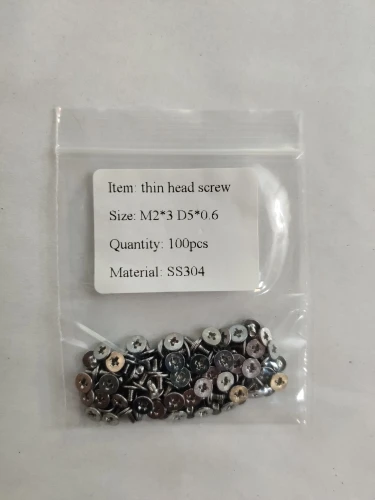 Item: thin head screw
Size: M2*3 D5*0.6
Quantity: 100pcs
Material: SS304